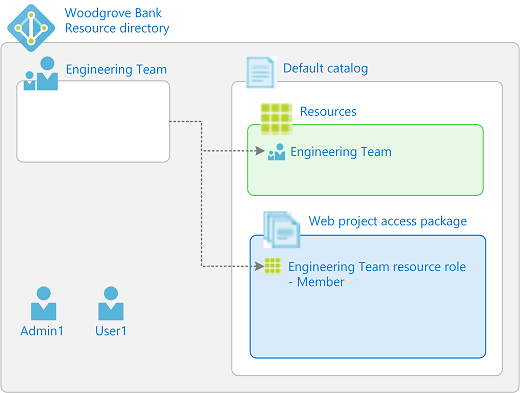 Woodgrove Bank
Resource directory
Engineering Team
Default catalog
Resources
Engineering Team
Web project access package
Engineering Team resource role
- Member
Admin1
User1